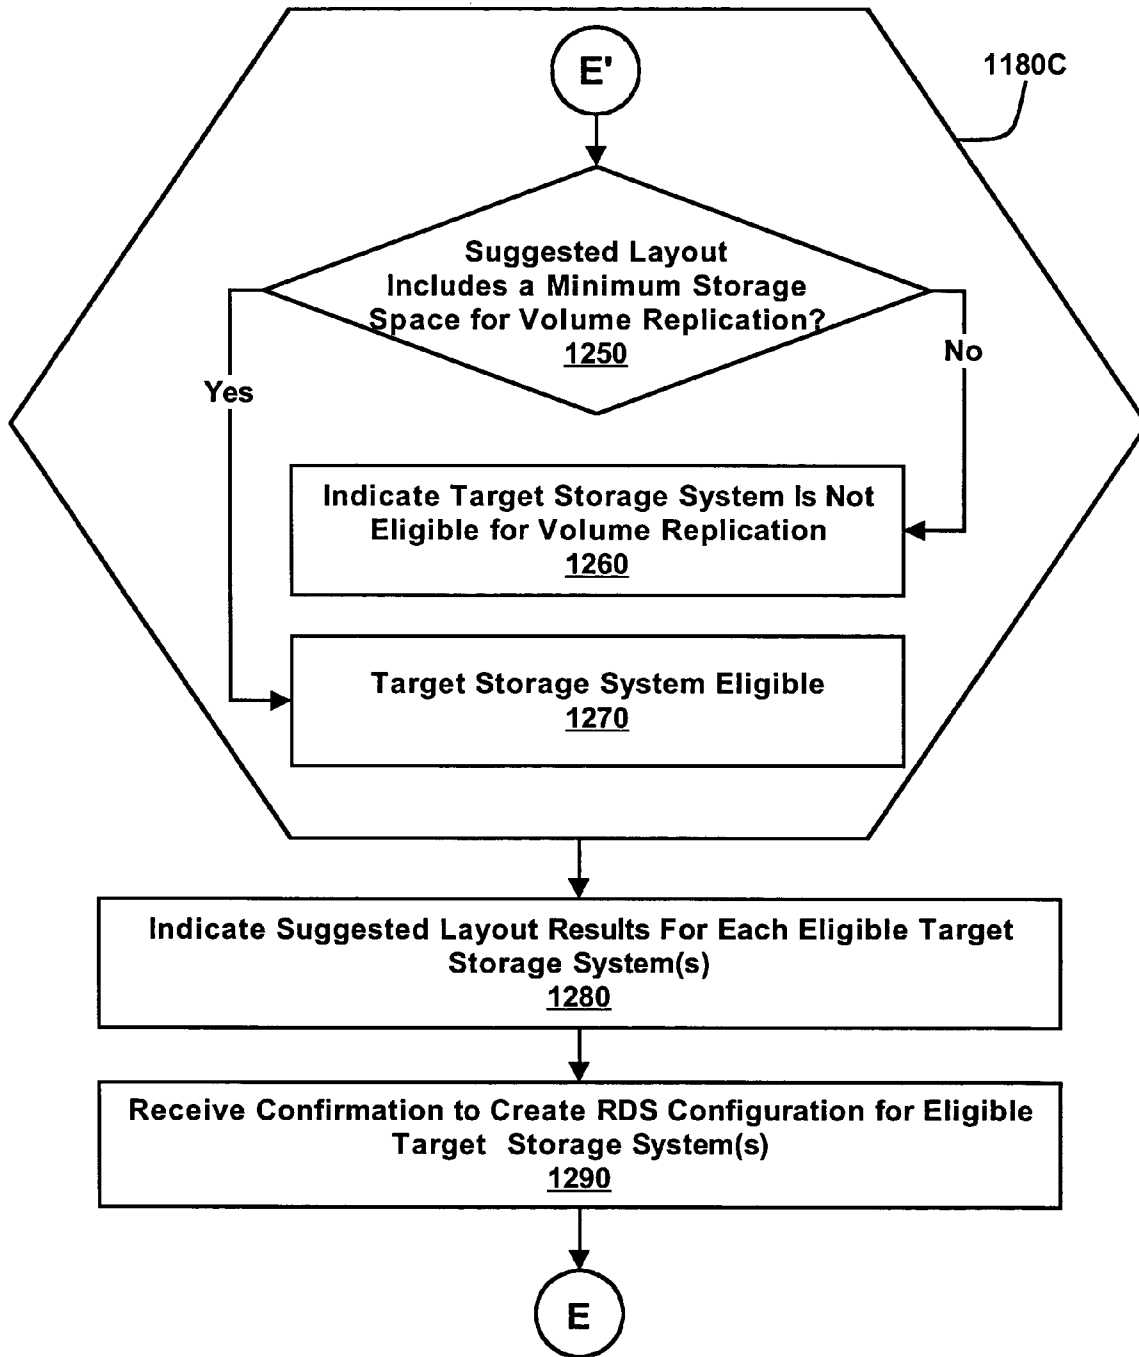 E'
1180C
Suggested Layout
Includes a Minimum Storage
Space for Volume Replication?
1250
Yes
No
Indicate Target Storage System Is Not
Eligible for Volume Replication
1260
Target Storage System Eligible
1270
Indicate Suggested Layout Results For Each Eligible Target
Storage System(s)
1280
Receive Confirmation to Create RDS Configuration for Eligible
Target Storage System(s)
1290
E